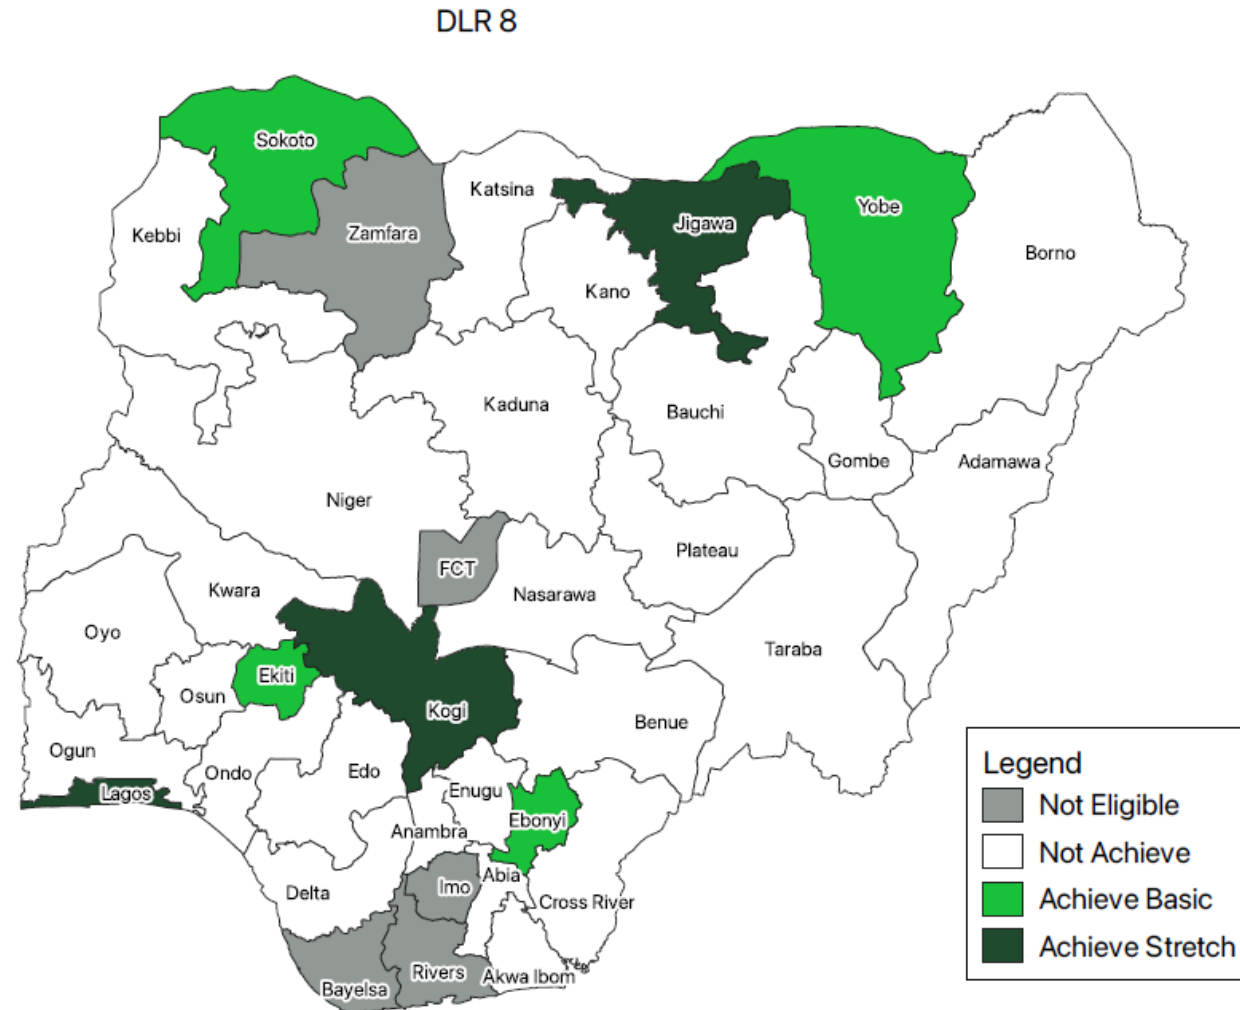 DLR 8
Sokoto
Katsina
Jigawa
Yobe
Kebbi
Zamfara
Borno
Kano
Kaduna
Bauchi
Gombe
Adamawa
Niger
Plateau
FCT
Kwara
Nasarawa
Oyo
Taraba
Ekiti
Osun
Kogi
Benue
Ogun
Ondo
Edo
Lagos
Enugu
Ebonyi
Anambra
Imo
Abia
Delta
Cross River
Rivers
Akwa Ibom
Bayelsa
Legend
Not Eligible
Not Achieve
Achieve Basic
Achieve Stretch